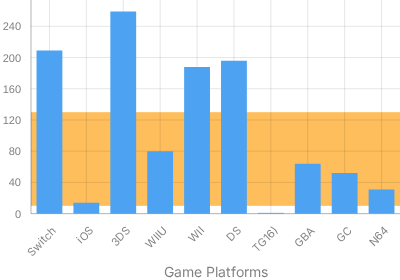 240
200
160
120
80
40
0
Switch
iOS
3DS
WIIU
WII
DS
TG16)
GBA
GC
N64
Game Platforms